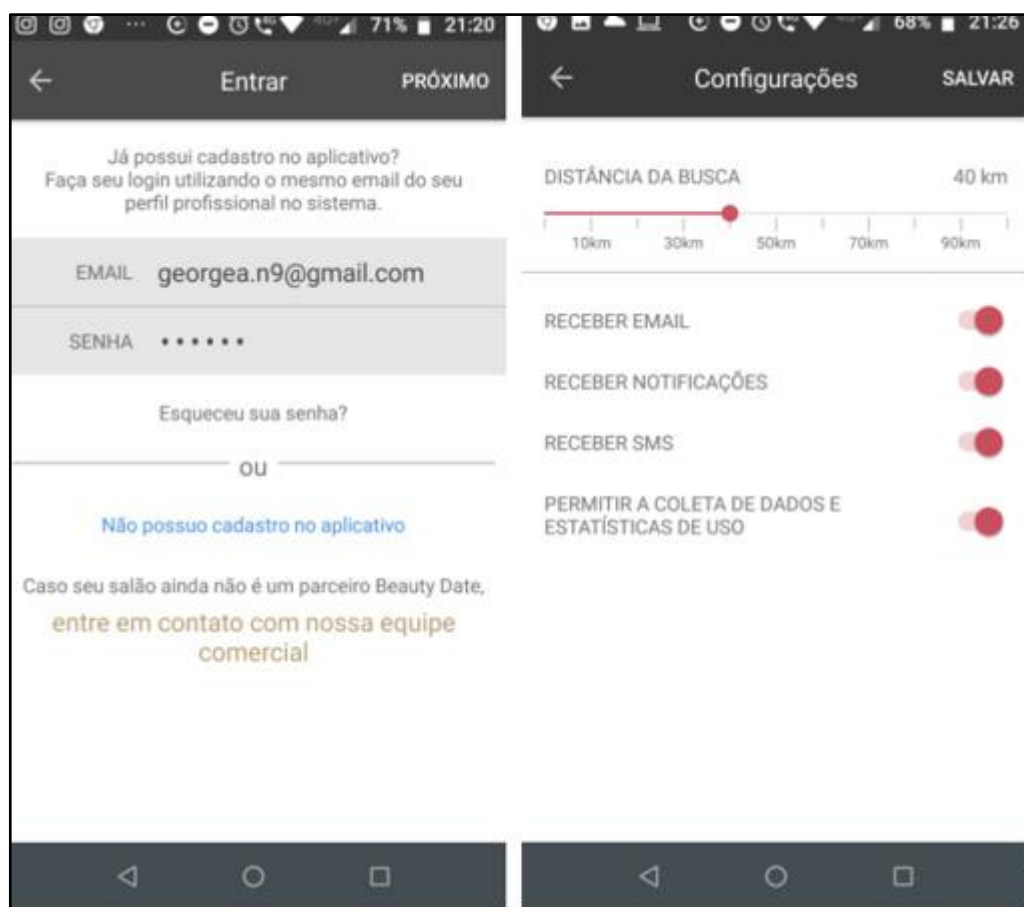 71% 21:20
Entrar PRÓXIMO
Já possui cadastro no aplicativo?
Faça seu login utilizando o mesmo email do seu
perfil profissional no sistema.
EMAIL georgea.n9@gmail.com
SENHA ••••••
Esqueceu sua senha?
ou
Não possuo cadastro no aplicativo
Caso seu salão ainda não é um parceiro Beauty Date,
entre em contato com nossa equipe
comercial
68% 21:26
Configurações SALVAR
DISTÂNCIA DA BUSCA 40 km
10km 30km 50km 70km 90km
RECEBER EMAIL
RECEBER NOTIFICAÇÕES
RECEBER SMS
PERMITIR A COLETA DE DADOS E
ESTATÍSTICAS DE USO